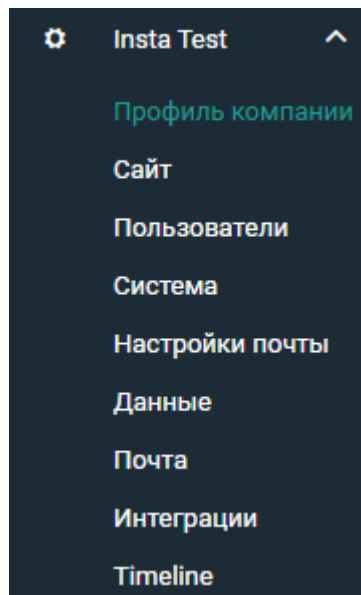 Insta Test
Профиль компании
Сайт
Пользователи
Система
Настройки почты
Данные
Почта
Интеграции
Timeline